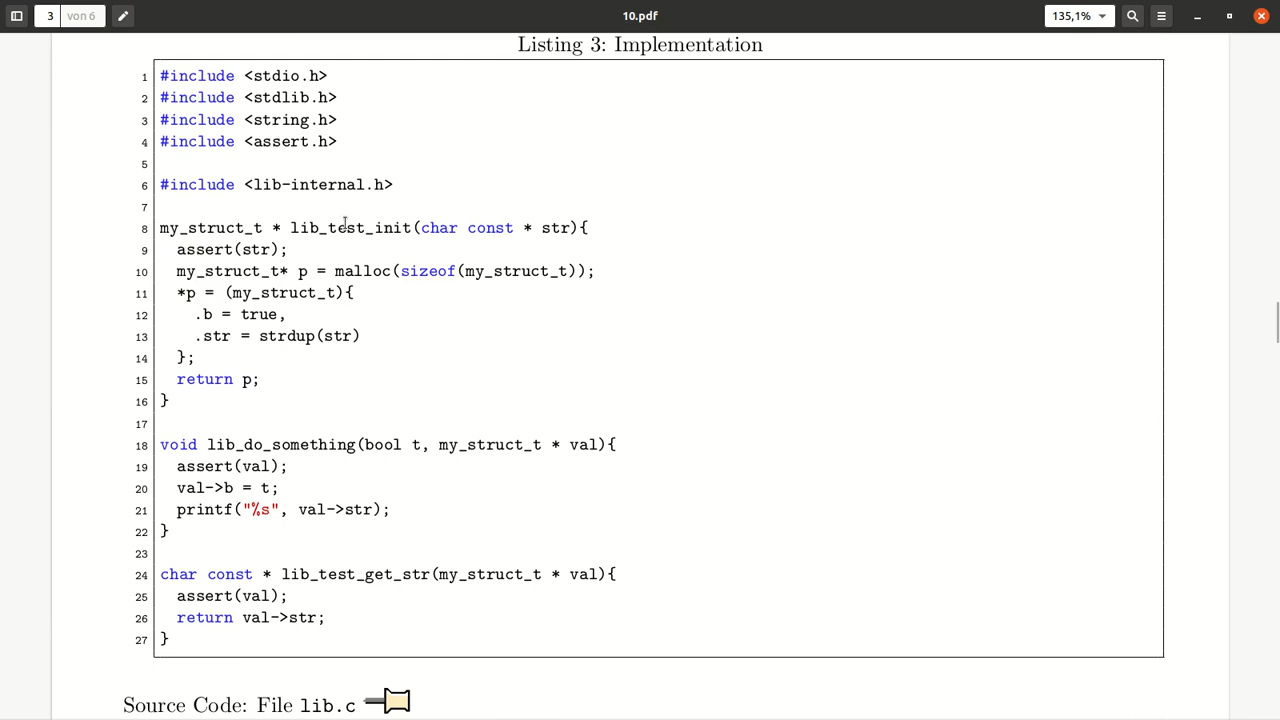 3 von 6
10.pdf
135,1%
Listing 3: Implementation
1 #include <stdio.h>
2 #include <stdlib.h>
3 #include <string.h>
4 #include <assert.h>
5
6 #include <lib-internal.h>
7
8 my_struct_t * lib_test_init(char const * str){
9 assert(str);
10 my_struct_t* p = malloc(sizeof(my_struct_t));
11 *p = (my_struct_t){
12 .b = true,
13 .str = strdup(str)
14 };
15 return p;
16 }
17
18 void lib_do_something(bool t, my_struct_t * val){
19 assert(val);
20 val->b = t;
21 printf("%s", val->str);
22 }
23
24 char const * lib_test_get_str(my_struct_t * val){
25 assert(val);
26 return val->str;
27 }
Source Code: File lib.c